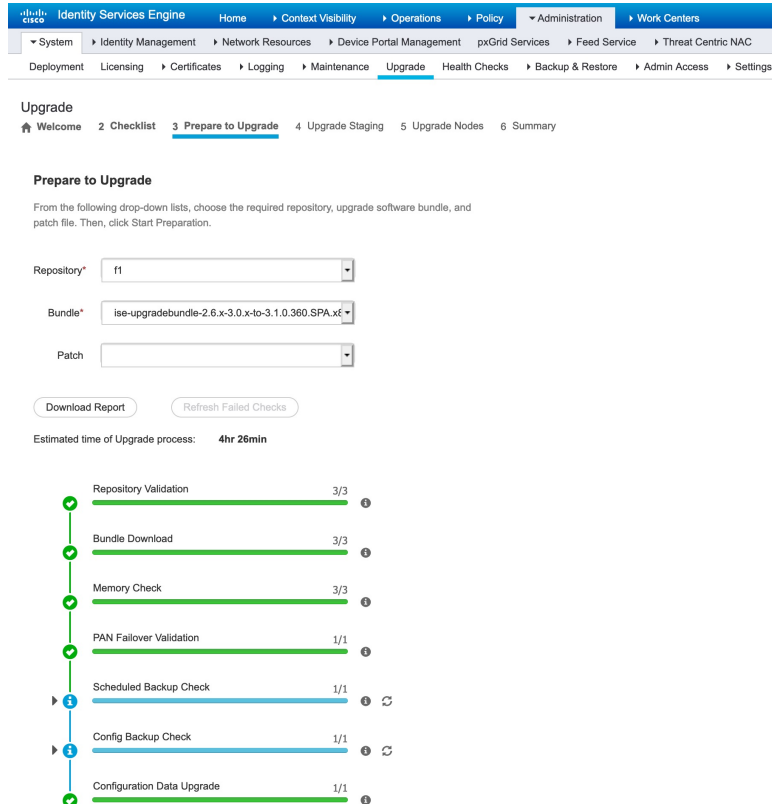 cisco Identity Services Engine Home Context Visibility Operations Policy Administration Work Centers
System Identity Management Network Resources Device Portal Management pxGrid Services Feed Service Threat Centric NAC
Deployment Licensing Certificates Logging Maintenance Upgrade Health Checks Backup & Restore Admin Access Settings
Upgrade
Welcome 2 Checklist 3 Prepare to Upgrade 4 Upgrade Staging 5 Upgrade Nodes 6 Summary
Prepare to Upgrade
From the following drop-down lists, choose the required repository, upgrade software bundle, and
patch file. Then, click Start Preparation.
Repository* f1
Bundle* ise-upgradebundle-2.6.x-3.0.x-to-3.1.0.360.SPA.x8
Patch
Download Report Refresh Failed Checks
Estimated time of Upgrade process: 4hr 26min
Repository Validation 3/3
Bundle Download 3/3
Memory Check 3/3
PAN Failover Validation 1/1
Scheduled Backup Check 1/1
Config Backup Check 1/1
Configuration Data Upgrade 1/1